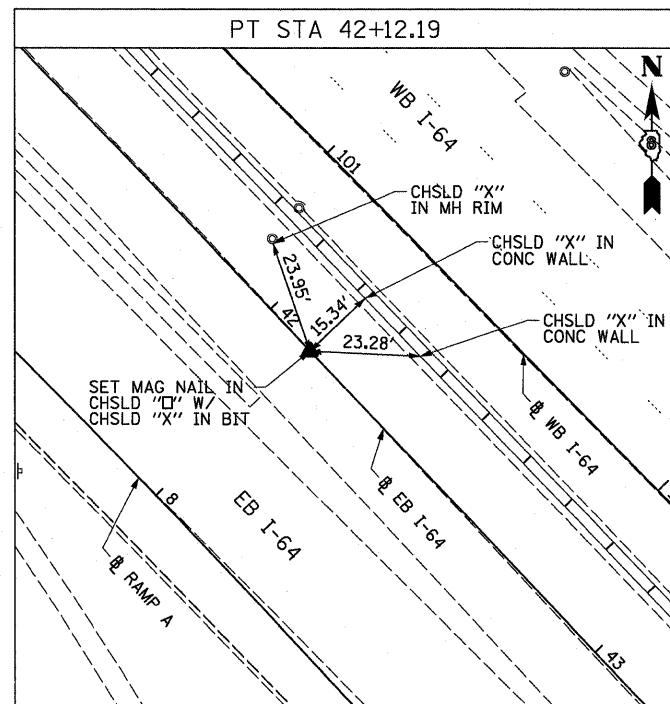 PT STA 42+12.19
N
WB I-64
101
CHSLD "X"
IN MH RIM
CHSLD "X" IN
CONC WALL
23.95'
42
15.34'
CHSLD "X" IN
CONC WALL
23.28'
SET MAG NAIL IN
CHSLD "□" W/
CHSLD "X" IN BIT
℄ WB I-64
℄ EB I-64
8
EB I-64
℄ RAMP A
43